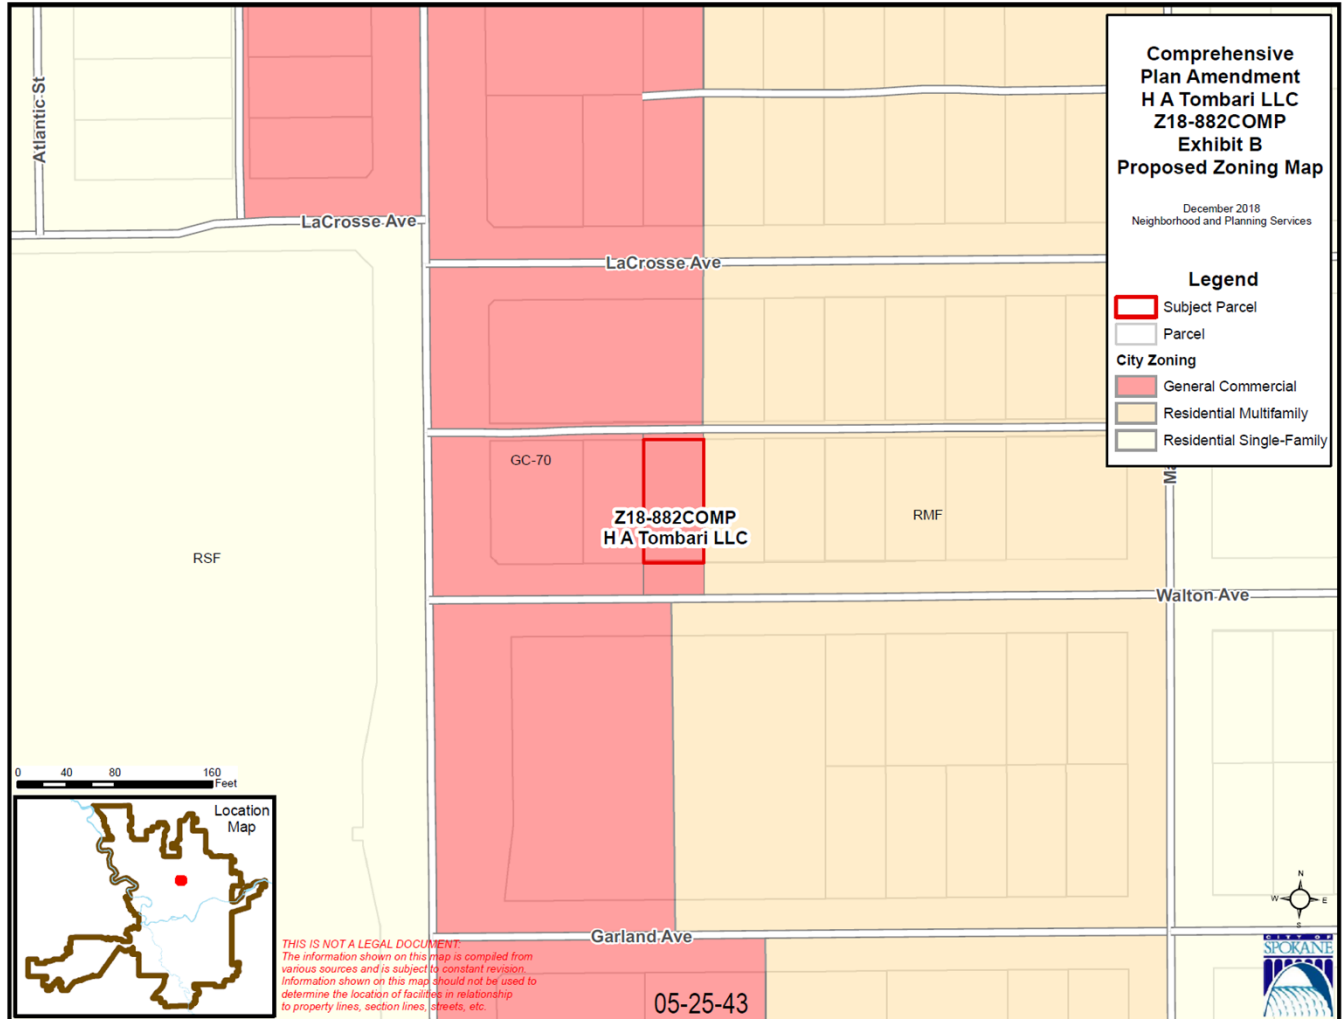 Comprehensive
Plan Amendment
H A Tombari LLC
Z18-882COMP
Exhibit B
Proposed Zoning Map
December 2018
Neighborhood and Planning Services
Legend
Subject Parcel
Parcel
City Zoning
General Commercial
Residential Multifamily
Residential Single-Family
Atlantic St
LaCrosse Ave
LaCrosse Ave
GC-70
Z18-882COMP
H A Tombari LLC
RMF
RSF
Walton Ave
Garland Ave
05-25-43
0 40 80 160
Feet
Location
Map
THIS IS NOT A LEGAL DOCUMENT:
The information shown on this map is compiled from
various sources and is subject to constant revision.
Information shown on this map should not be used to
determine the location of facilities in relationship
to property lines, section lines, streets, etc.
N
W E
S
CITY OF
SPOKANE